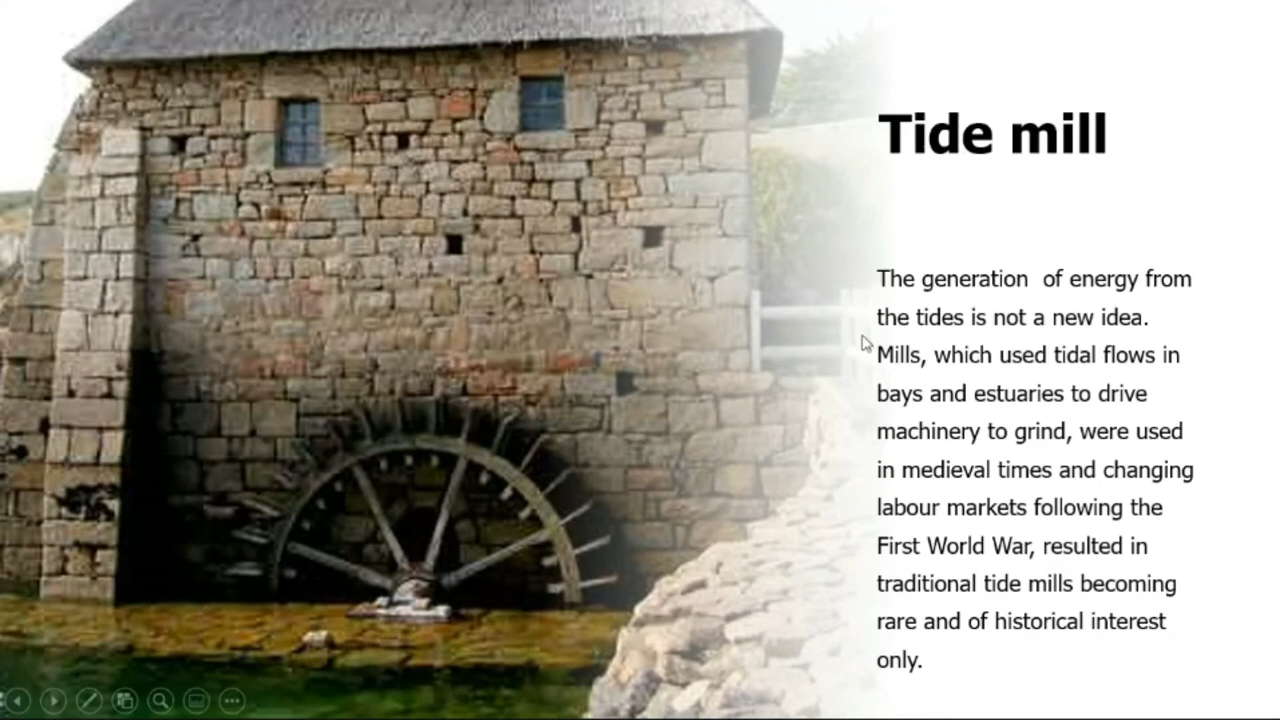 Tide mill
The generation  of energy from
the tides is not a new idea.
Mills, which used tidal flows in
bays and estuaries to drive
machinery to grind, were used
in medieval times and changing
labour markets following the
First World War, resulted in
traditional tide mills becoming
rare and of historical interest
only.